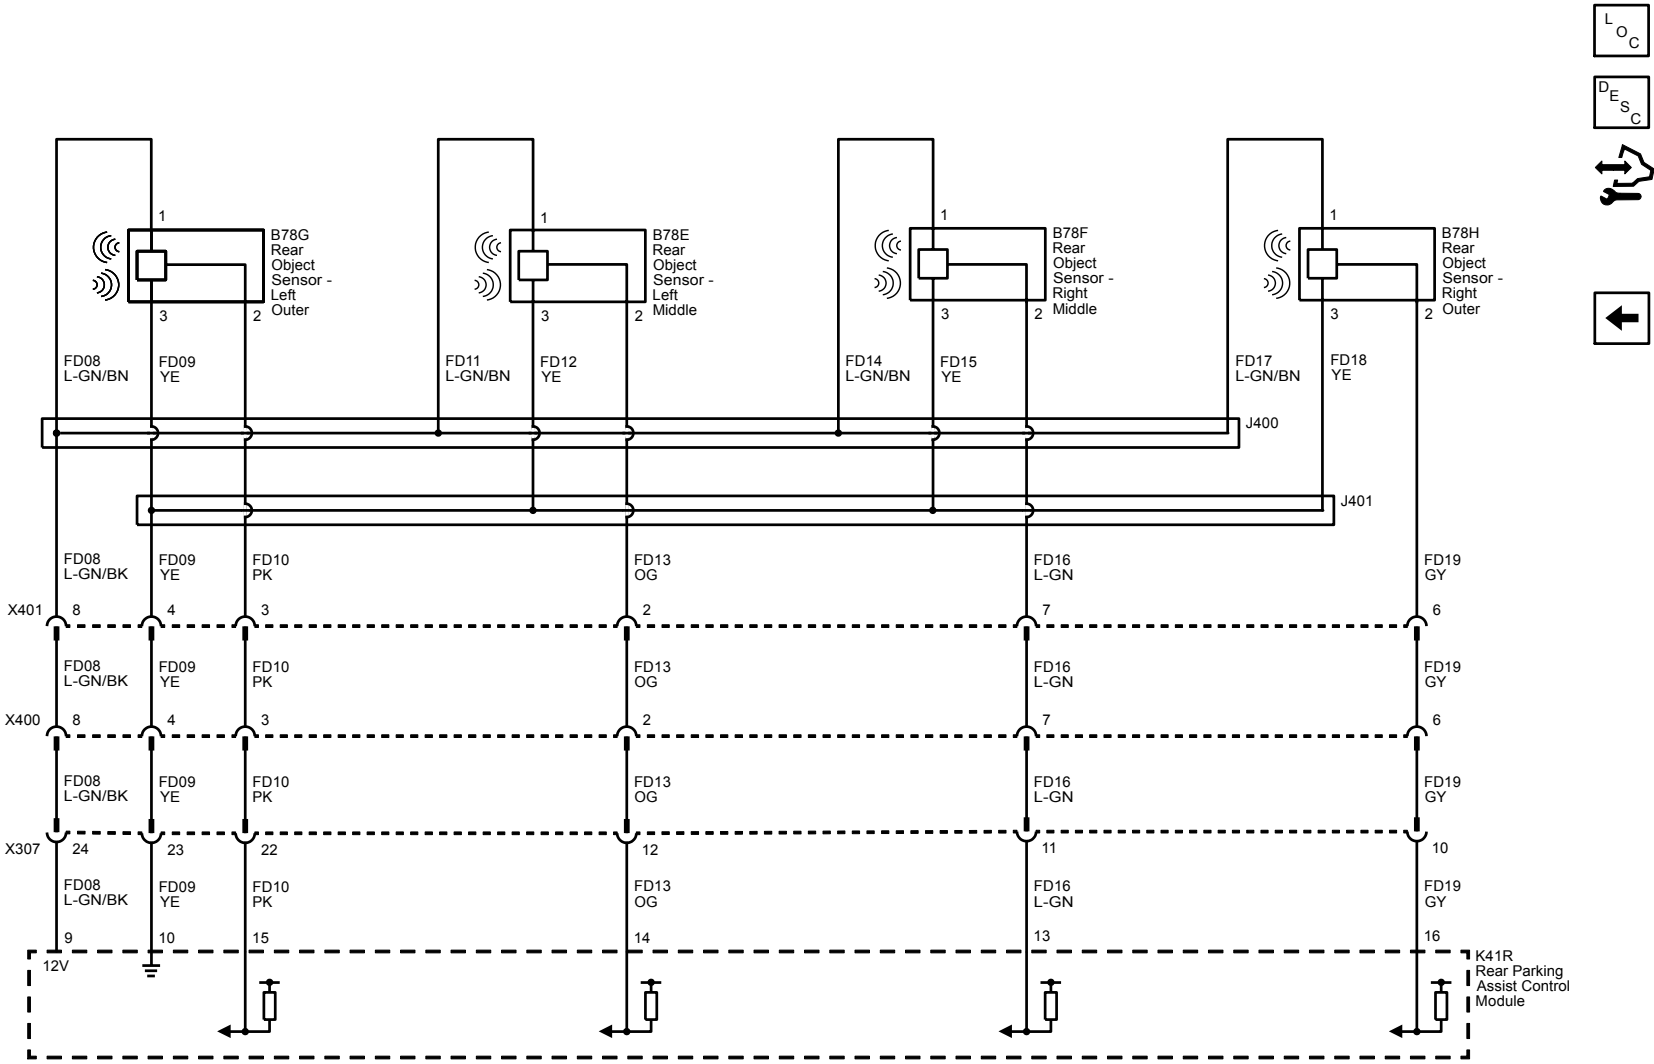 L O C
D E S C
1
B78G
Rear
Object
Sensor -
Left
Outer
3
2
1
B78E
Rear
Object
Sensor -
Left
Middle
3
2
1
B78F
Rear
Object
Sensor -
Right
Middle
3
2
1
B78H
Rear
Object
Sensor -
Right
Outer
3
2
FD08
L-GN/BN
FD09
YE
FD11
L-GN/BN
FD12
YE
FD14
L-GN/BN
FD15
YE
FD17
L-GN/BN
FD18
YE
J400
J401
FD08
L-GN/BK
FD09
YE
FD10
PK
FD13
OG
FD16
L-GN
FD19
GY
X401 8 4 3 2 7 6
FD08
L-GN/BK
FD09
YE
FD10
PK
FD13
OG
FD16
L-GN
FD19
GY
X400 8 4 3 2 7 6
FD08
L-GN/BK
FD09
YE
FD10
PK
FD13
OG
FD16
L-GN
FD19
GY
X307 24 23 22 12 11 10
FD08
L-GN/BK
FD09
YE
FD10
PK
FD13
OG
FD16
L-GN
FD19
GY
9 10 15 14 13 16
12V
K41R
Rear Parking
Assist Control
Module